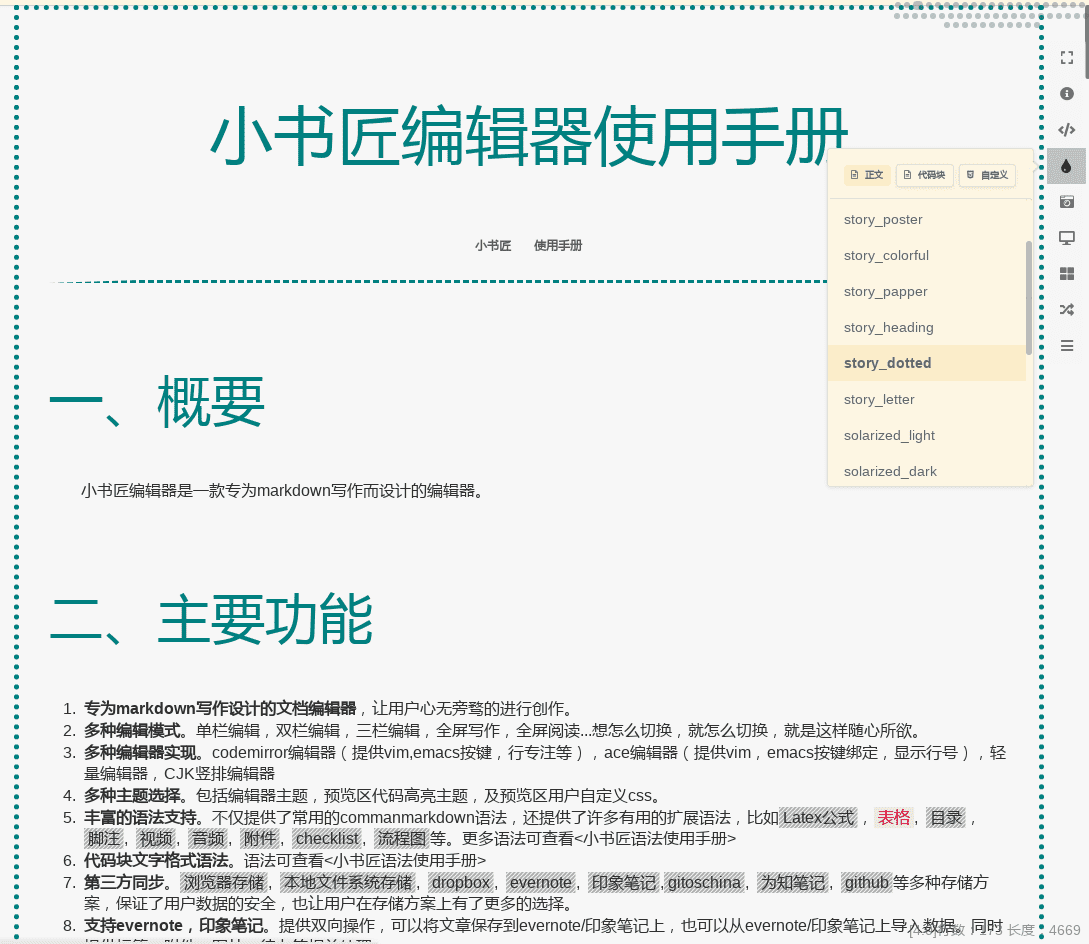 小书匠编辑器使用手册
小书匠 使用手册
正文 代码块 自定义
story_poster
story_colorful
story_papper
story_heading
story_dotted
story_letter
solarized_light
solarized_dark
一、概要
小书匠编辑器是一款专为markdown写作而设计的编辑器。
二、主要功能
1. 专为markdown写作设计的文档编辑器，让用户心无旁骛的进行创作。
2. 多种编辑模式。单栏编辑，双栏编辑，三栏编辑，全屏写作，全屏阅读...想怎么切换，就怎么切换，就是这样随心所欲。
3. 多种编辑器实现。codemirror编辑器（提供vim,emacs按键，行专注等），ace编辑器（提供vim，emacs按键绑定，显示行号），轻
量编辑器，CJK竖排编辑器
4. 多种主题选择。包括编辑器主题，预览区代码高亮主题，及预览区用户自定义css。
5. 丰富的语法支持。不仅提供了常用的commanmarkdown语法，还提供了许多有用的扩展语法，比如Latex公式，表格，目录，
脚注，视频，音频，附件，checklist，流程图等。更多语法可查看<小书匠语法使用手册>
6. 代码块文字格式语法。语法可查看<小书匠语法使用手册>
7. 第三方同步。浏览器存储，本地文件系统存储，dropbox，evernote，印象笔记,gitoschina，为知笔记，github等多种存储方
案，保证了用户数据的安全，也让用户在存储方案上有了更多的选择。
8. 支持evernote，印象笔记。提供双向操作，可以将文章保存到evernote/印象笔记上，也可以从evernote/印象笔记上导入数据。同时
长度：4669